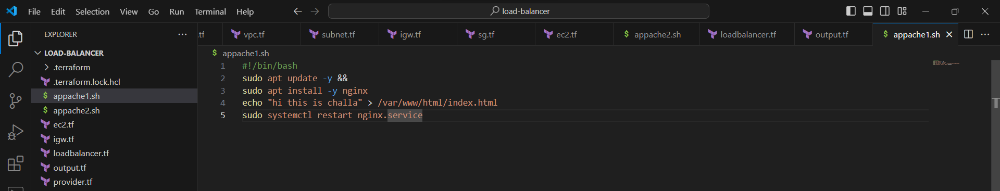 File Edit Selection View Go Run Terminal Help
load-balancer
EXPLORER
.tf
vpc.tf
subnet.tf
igw.tf
sg.tf
ec2.tf
$ appache2.sh
loadbalancer.tf
output.tf
$ appache1.sh
LOAD-BALANCER
.terraform
.terraform.lock.hcl
$ appache1.sh
$ appache2.sh
ec2.tf
igw.tf
loadbalancer.tf
output.tf
provider.tf
$ appache1.sh
1 #!/bin/bash
2 sudo apt update -y &&
3 sudo apt install -y nginx
4 echo "hi this is challa" > /var/www/html/index.html
5 sudo systemctl restart nginx.service